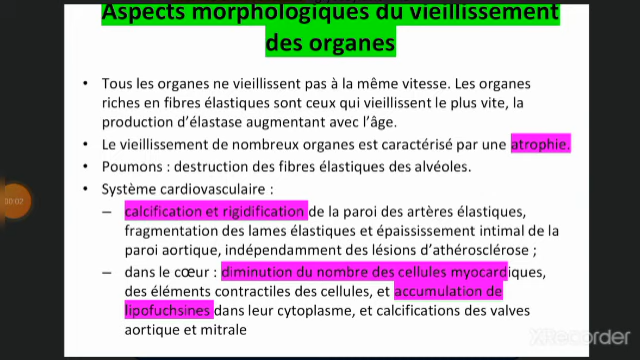 Aspects morphologiques du vieillissement
des organes
• Tous les organes ne vieillissent pas à la même vitesse. Les organes
riches en fibres élastiques sont ceux qui vieillissent le plus vite, la
production d'élastase augmentant avec l'âge.
• Le vieillissement de nombreux organes est caractérisé par une atrophie.
• Poumons : destruction des fibres élastiques des alvéoles.
• Système cardiovasculaire :
– calcification et rigidification de la paroi des artères élastiques,
fragmentation des lames élastiques et épaississement intimal de la
paroi aortique, indépendamment des lésions d'athérosclérose ;
– dans le cœur : diminution du nombre des cellules myocardiques,
des éléments contractiles des cellules, et accumulation de
lipofuchsines dans leur cytoplasme, et calcifications des valves
aortique et mitrale
00:02
XRecorder